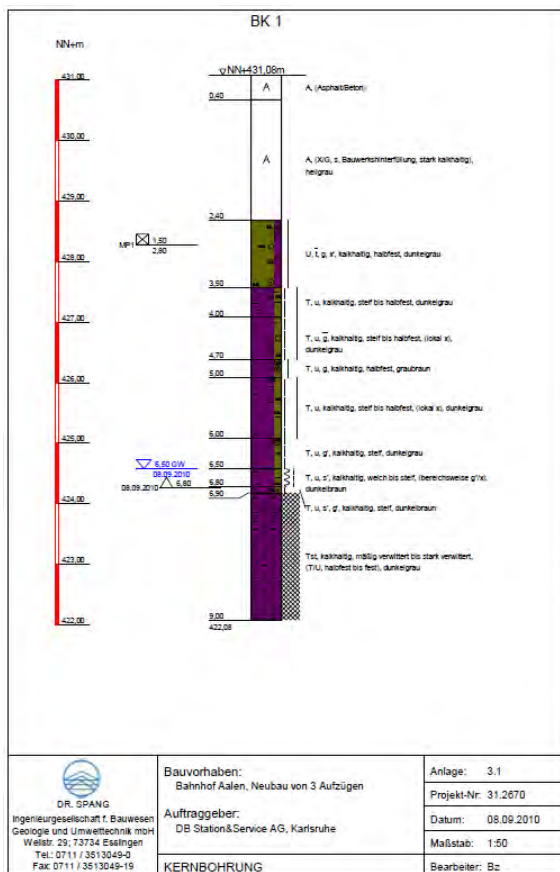 BK 1
NN+m
NN+431,08m
431,00
A
A, (Asphalt/Beton)
0,40
430,00
A
A, (X/G, s, Bauwerkshinterfüllung, stark kalkhaltig),
hellgrau
429,00
2,40
MP1
1,50
2,80
428,00
U, t, g, x', kalkhaltig, halbfest, dunkelgrau
3,50
T, u, kalkhaltig, steif bis halbfest, dunkelgrau
4,00
427,00
T, u, g, kalkhaltig, steif bis halbfest, (lokal x),
dunkelgrau
4,70
T, u, g, kalkhaltig, halbfest, graubraun
5,00
426,00
T, u, kalkhaltig, steif bis halbfest, (lokal x), dunkelgrau
6,00
425,00
T, u, g', kalkhaltig, steif, dunkelgrau
6,50 GW
08.09.2010
6,50
T, u, s', kalkhaltig, weich bis steif, (bereichsweise g'/x),
dunkelbraun
08.09.2010
6,80
6,80
6,90
424,00
T, u, s', g', kalkhaltig, steif, dunkelbraun
423,00
Tst, kalkhaltig, mäßig verwittert bis stark verwittert,
(T/U, halbfest bis fest), dunkelgrau
422,00
9,00
422,08
DR. SPANG
Ingenieurgesellschaft f. Bauwesen
Geologie und Umwelttechnik mbH
Weilstr. 29; 73734 Esslingen
Tel.: 0711 / 3513049-0
Fax: 0711 / 3513049-19
Bauvorhaben:
Bahnhof Aalen, Neubau von 3 Aufzügen
Auftraggeber:
DB Station&Service AG, Karlsruhe
KERNBOHRUNG
Anlage: 3.1
Projekt-Nr: 31.2670
Datum: 08.09.2010
Maßstab: 1:50
Bearbeiter: Bz